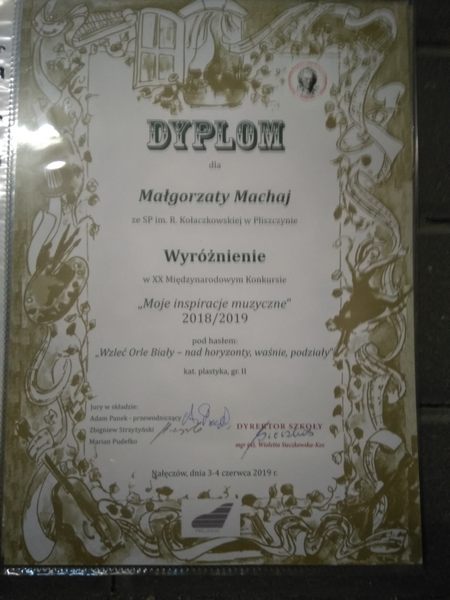 DYPLOM
dla
Małgorzaty Machaj
ze SP im. R. Kołaczkowskiej w Pliszczynie
Wyróżnienie
w XX Międzynarodowym Konkursie
„Moje inspiracje muzyczne"
2018/2019
pod hasłem:
„Wzleć Orle Biały – nad horyzonty, waśnie, podziały"
kat. plastyka, gr. II
Jury w składzie:
Adam Panek - przewodniczący
Zbigniew Strzyżyński
Marian Pudełko
DYREKTOR SZKOŁY
mgr Wioletta
Nałęczów, dnia 3-4 czerwca 2019 r.